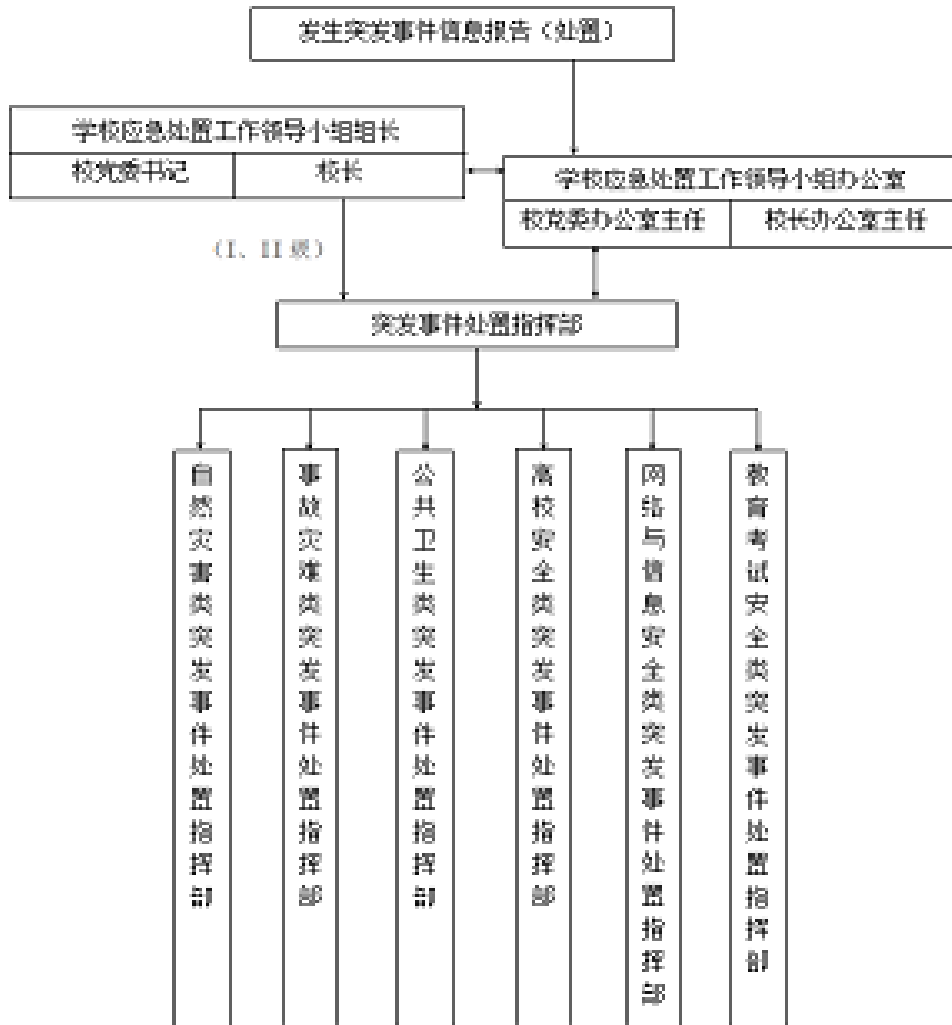 发生突发事件信息报告（处置）
学校应急处置工作领导小组组长
校党委书记
校长
学校应急处置工作领导小组办公室
校党委办公室主任
校长办公室主任
（I、II 级）
突发事件处置指挥部
自然灾害类突发事件处置指挥部
事故灾难类突发事件处置指挥部
公共卫生类突发事件处置指挥部
高校安全类突发事件处置指挥部
网络与信息安全类突发事件处置指挥部
教育考试安全类突发事件处置指挥部